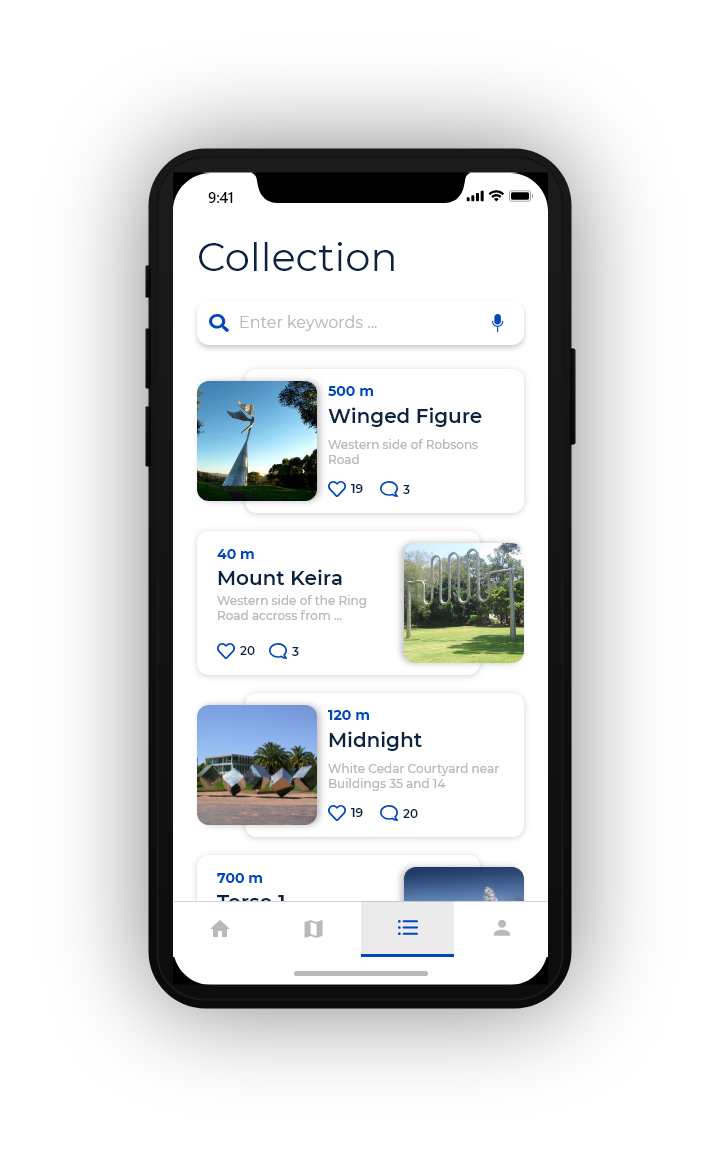 9:41
Collection
Enter keywords ...
500 m
Winged Figure
Western side of Robsons
Road
19 3
40 m
Mount Keira
Western side of the Ring
Road accross from ...
20 3
120 m
Midnight
White Cedar Courtyard near
Buildings 35 and 14
19 20
700 m
Torso 1